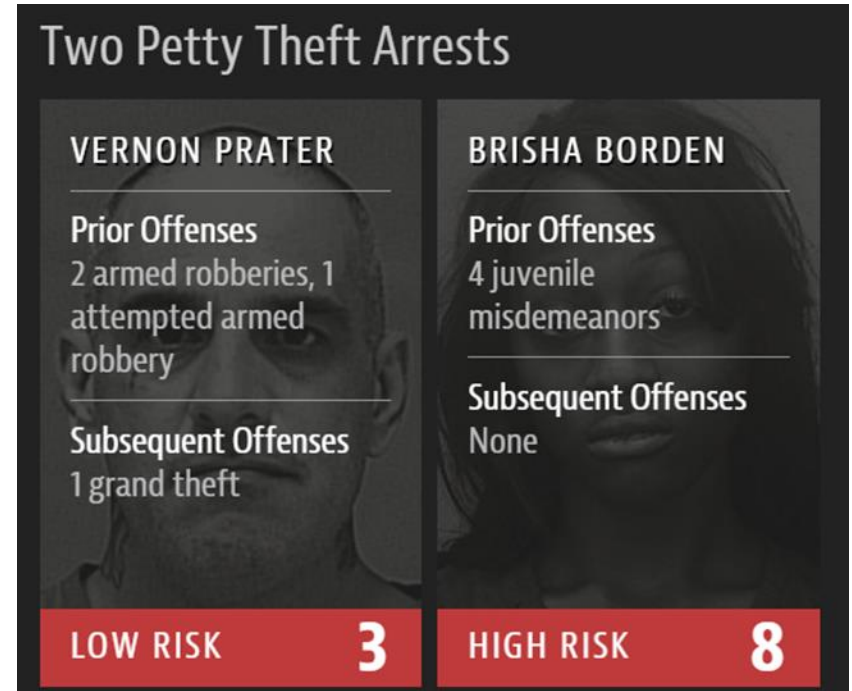 Two Petty Theft Arrests
VERNON PRATER
Prior Offenses
2 armed robberies, 1
attempted armed
robbery
Subsequent Offenses
1 grand theft
LOW RISK 3
BRISHA BORDEN
Prior Offenses
4 juvenile
misdemeanors
Subsequent Offenses
None
HIGH RISK 8